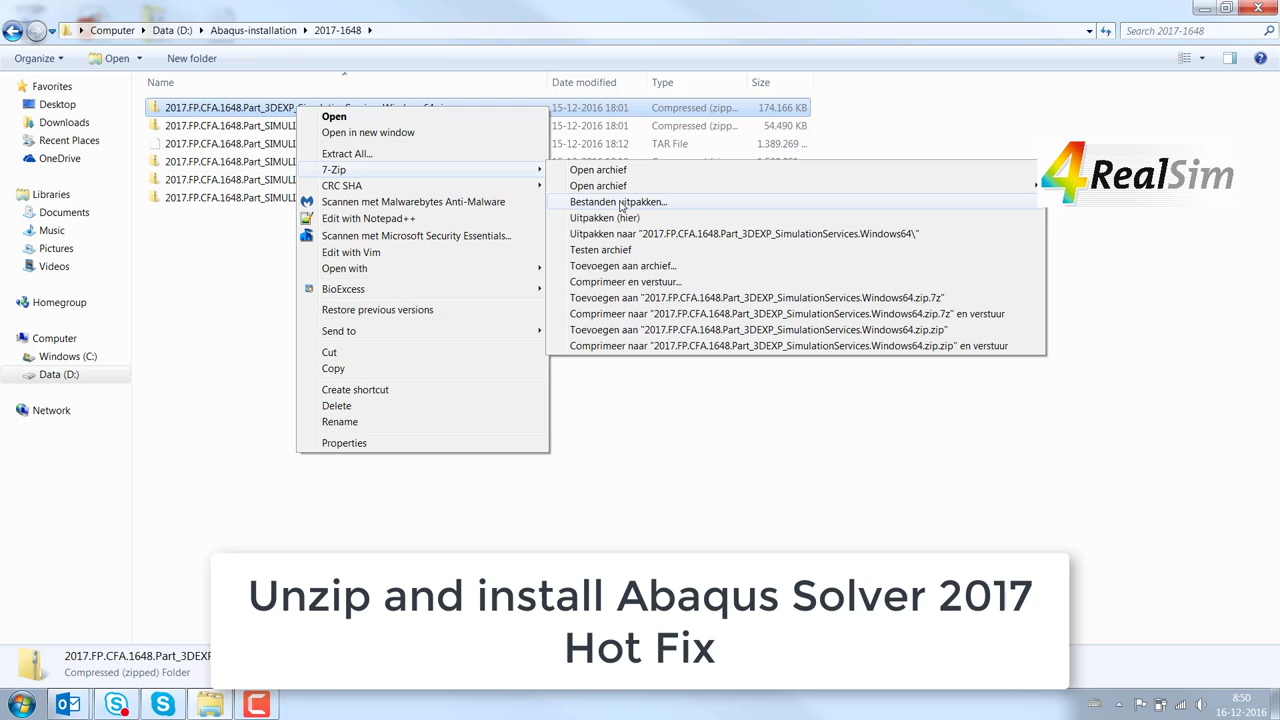 Computer
Data (D:)
Abaqus-installation
2017-1648
Search 2017-1648
Organize
Open
New folder
Favorites
Desktop
Downloads
Recent Places
OneDrive
Libraries
Documents
Music
Pictures
Videos
Homegroup
Computer
Windows (C:)
Data (D:)
Network
Name
Date modified
Type
Size
2017.FP.CFA.1648.Part_3DEXP
15-12-2016 18:01
Compressed (zipp...
174.166 KB
2017.FP.CFA.1648.Part_SIMULI
15-12-2016 18:01
Compressed (zipp...
54.490 KB
2017.FP.CFA.1648.Part_SIMULI
15-12-2016 18:12
TAR File
1.389.269 ...
2017.FP.CFA.1648.Part_SIMULI
2017.FP.CFA.1648.Part_SIMULI
2017.FP.CFA.1648.Part_SIMULI
Open
Open in new window
Extract All...
7-Zip
CRC SHA
Scannen met Malwarebytes Anti-Malware
Edit with Notepad++
Scannen met Microsoft Security Essentials...
Edit with Vim
Open with
BioExcess
Restore previous versions
Send to
Cut
Copy
Create shortcut
Delete
Rename
Properties
Open archief
Open archief
Bestanden uitpakken...
Uitpakken (hier)
Uitpakken naar "2017.FP.CFA.1648.Part_3DEXP_SimulationServices.Windows64\"
Testen archief
Toevoegen aan archief...
Comprimeer en verstuur...
Toevoegen aan "2017.FP.CFA.1648.Part_3DEXP_SimulationServices.Windows64.zip.7z"
Comprimeer naar "2017.FP.CFA.1648.Part_3DEXP_SimulationServices.Windows64.zip.7z" en verstuur
Toevoegen aan "2017.FP.CFA.1648.Part_3DEXP_SimulationServices.Windows64.zip.zip"
Comprimeer naar "2017.FP.CFA.1648.Part_3DEXP_SimulationServices.Windows64.zip.zip" en verstuur
4RealSim
Unzip and install Abaqus Solver 2017
Hot Fix
2017.FP.CFA.1648.Part_3DEXP
Compressed (zipped) Folder
8:50
16-12-2016